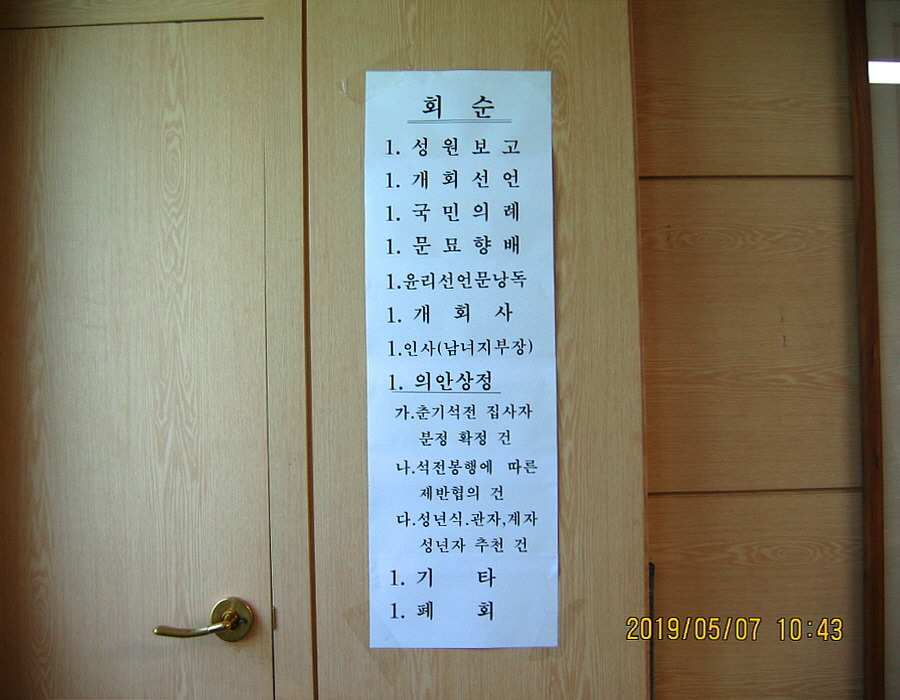 회 순
1. 성 원 보 고
1. 개 회 선 언
1. 국 민 의 례
1. 문 묘 향 배
1.윤리선언문낭독
1. 개 회 사
1.인사(남녀지부장)
1. 의안상정
가.춘기석전 집사자
분정 확정 건
나.석전봉행에 따른
제반협의 건
다.성년식.관자,계자
성년자 추천 건
1. 기 타
1. 폐 회
2019/05/07 10:43